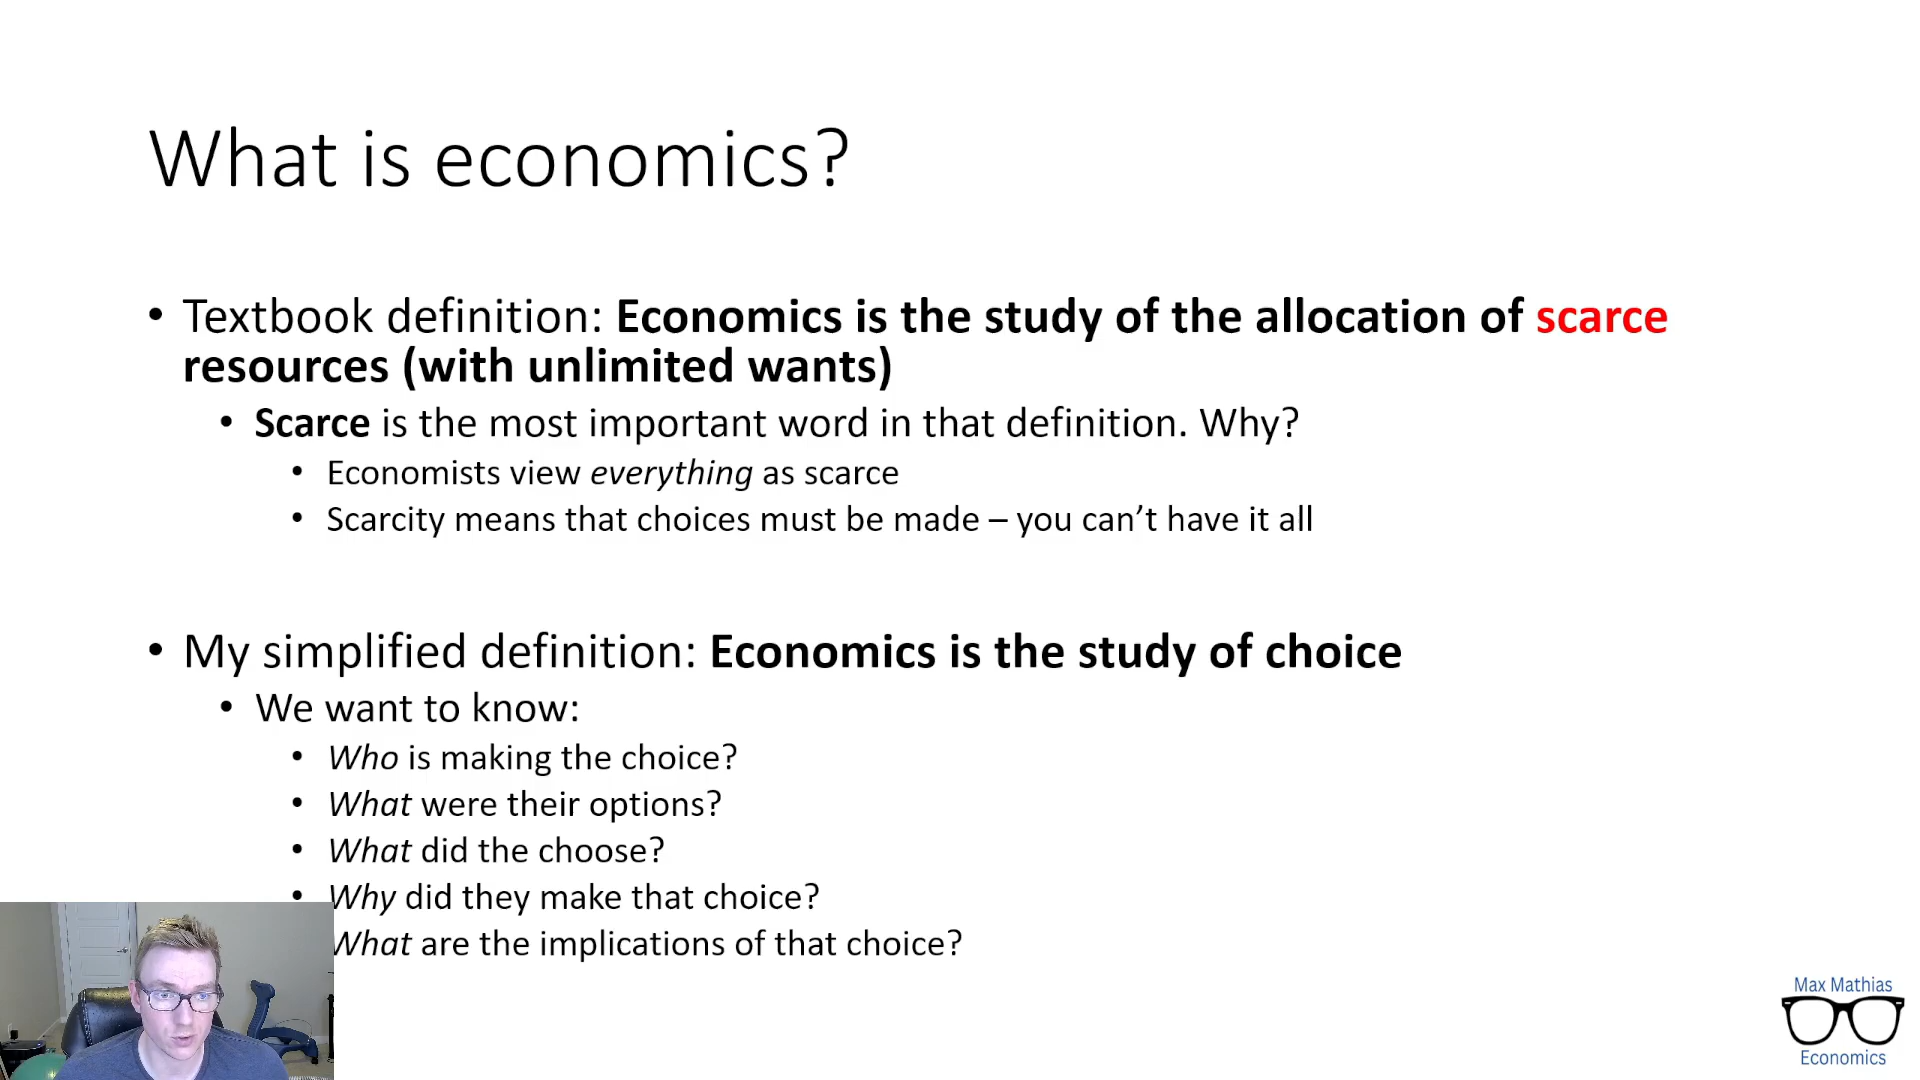 What is economics?
• Textbook definition: Economics is the study of the allocation of scarce
resources (with unlimited wants)
• Scarce is the most important word in that definition. Why?
• Economists view everything as scarce
• Scarcity means that choices must be made – you can’t have it all
• My simplified definition: Economics is the study of choice
• We want to know:
• Who is making the choice?
• What were their options?
• What did the choose?
• Why did they make that choice?
What are the implications of that choice?
Max Mathias
Economics